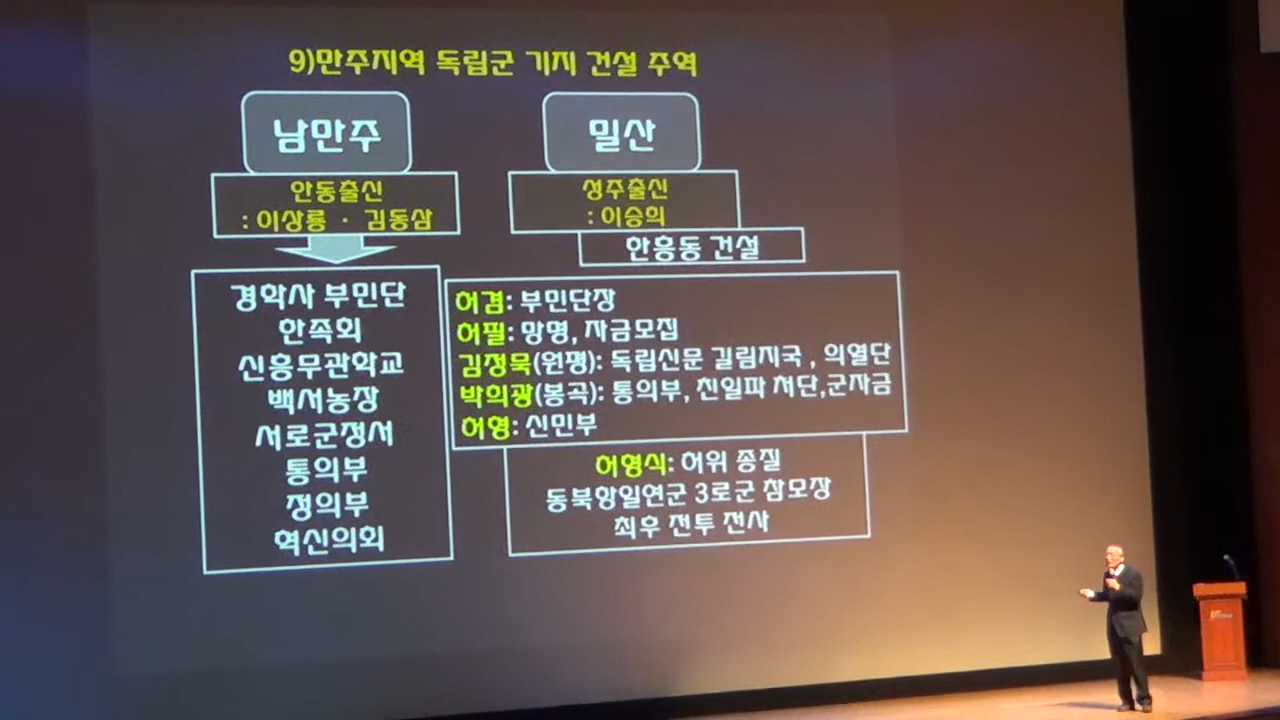 9)만주지역 독립군 기지 건설 주역
남만주
안동출신
: 이상룡 · 김동삼
경학사 부민단
한족회
신흥무관학교
백서농장
서로군정서
통의부
정의부
혁신의회
밀산
성주출신
: 이승희
한흥동 건설
허겸: 부민단장
허필: 망명, 자금모집
김정묵(원평): 독립신문 길림지국 , 의열단
박희광(봉곡): 통의부, 친일파 처단,군자금
허형: 신민부
허형식: 허위 종질
동북항일연군 3로군 참모장
최후 전투 전사